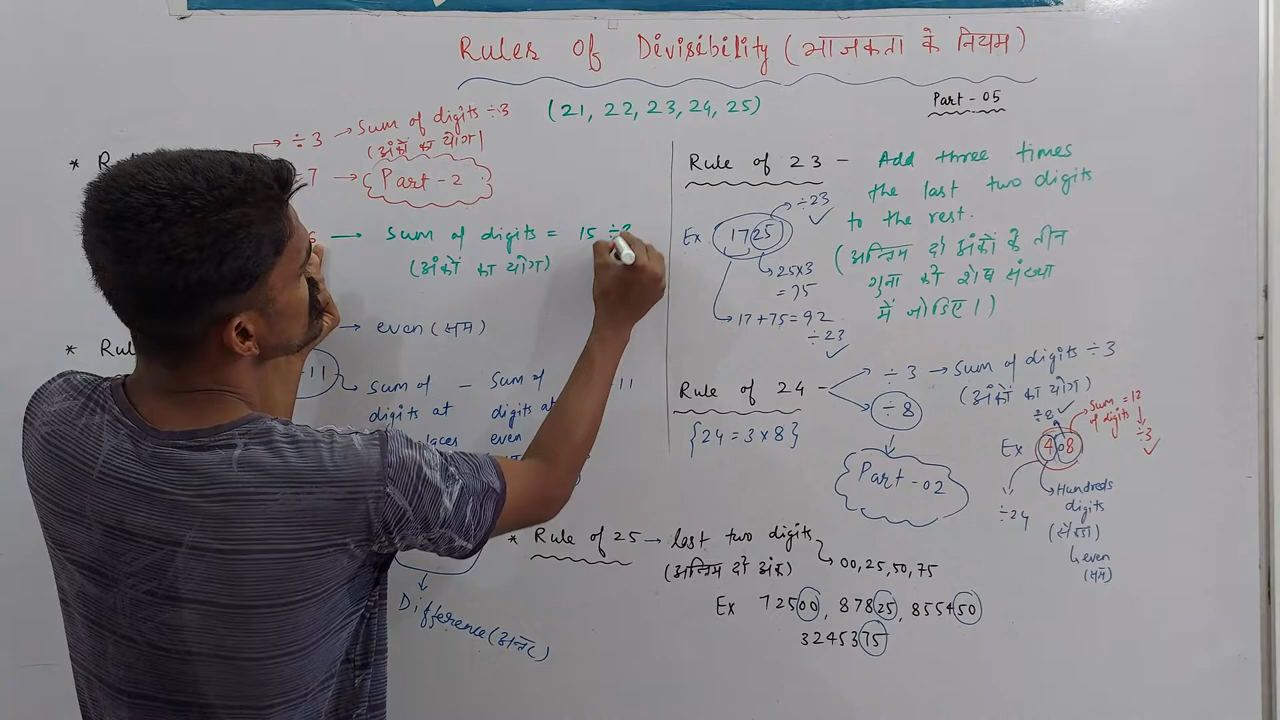 Rules of Divisibility (भाजकता के नियम)
(21, 22, 23, 24, 25)
Part - 05
÷3 → Sum of digits ÷3
(अंकों का योग)
7 → Part - 2
→ Sum of digits = 15 ÷3
(अंकों का योग)
→ even (सम)
11
Sum of - Sum of 11
digits at digits at
even
Difference (अन्तर)
Rule of 23 - Add three times
the last two digits
to the rest.
(अन्तिम दो अंकों के तीन
गुना को शेष संख्या
में जोडिए।)
Ex 1725 ÷23 ✓
25×3
= 75
17+75 = 92
÷23 ✓
Rule of 24
÷3 → Sum of digits ÷3
(अंकों का योग)
÷8
{24 = 3×8}
Part - 02
÷8 ✓
Ex 408
Sum of digits = 12
÷3 ✓
÷24
Hundreds
digits
(सैकडा)
even
(सम)
* Rule of 25 → last two digits
(अन्तिम दो अंक) 00, 25, 50, 75
Ex 72500, 87825, 855450
3245375